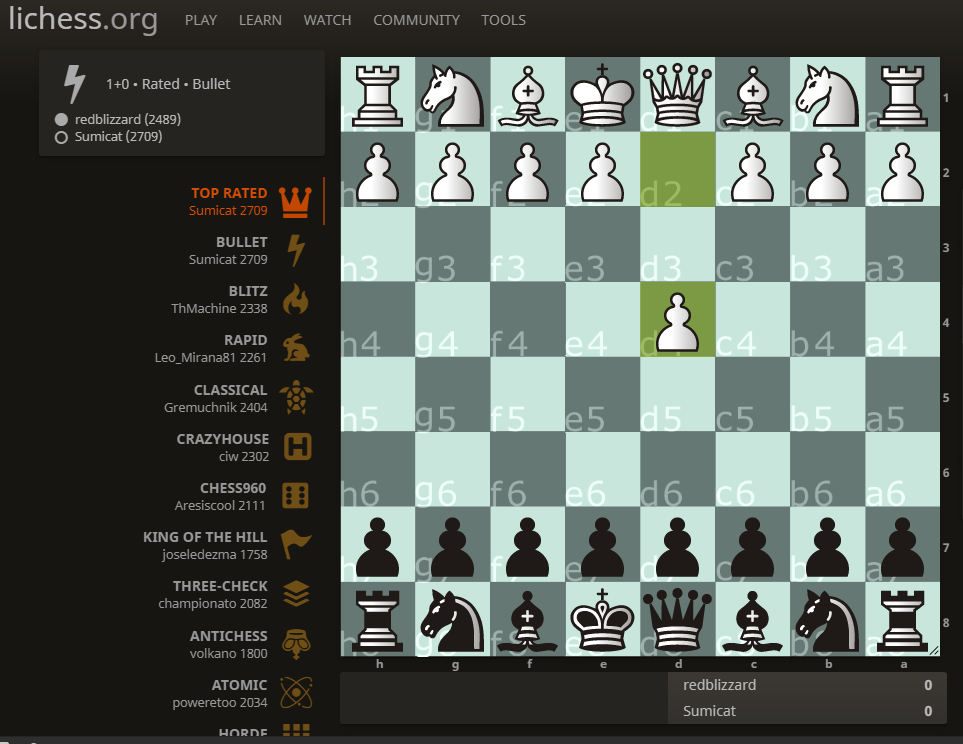 lichess.org PLAY LEARN WATCH COMMUNITY TOOLS
1+0 • Rated • Bullet
redblizzard (2489)
Sumicat (2709)
TOP RATED
Sumicat 2709
BULLET
Sumicat 2709
BLITZ
ThMachine 2338
RAPID
Leo_Mirana81 2261
CLASSICAL
Gremuchnik 2404
CRAZYHOUSE
ciw 2302
CHESS960
Aresiscool 2111
KING OF THE HILL
joseledezma 1758
THREE-CHECK
championato 2082
ANTICHESS
volkano 1800
ATOMIC
poweretoo 2034
HORDE
1
d2 2
h3 g3 f3 e3 d3 c3 b3 a3 3
h4 g4 f4 e4 c4 b4 a4 4
h5 g5 f5 e5 d5 c5 b5 a5 5
h6 g6 f6 e6 d6 c6 b6 a6 6
7
8
h g f e d c b a
redblizzard 0
Sumicat 0